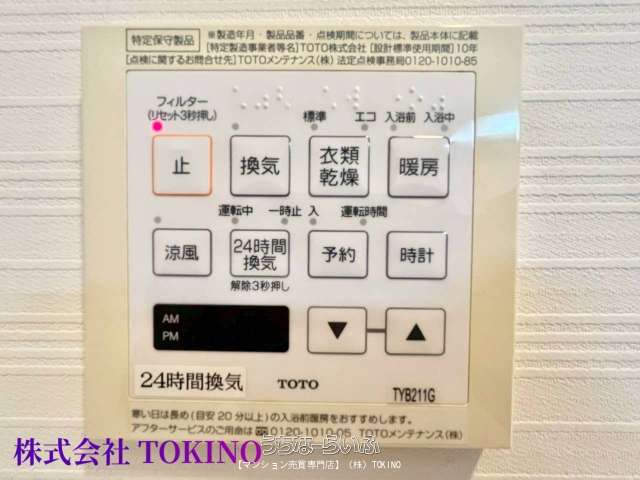 特定保守製品
※製造年月・製品品番・点検期間については、製品本体に記載
[特定製造事業者等名]TOTO株式会社 [設計標準使用期間]10年
[点検に関するお問合せ先]TOTOメンテナンス(株) 法定点検事務局0120-1010-85
フィルター
(リセット3秒押し)
標準 エコ 入浴前 入浴中
止 換気 衣類乾燥 暖房
運転中 一時止 入 運転時間
涼風 24時間換気 予約 時計
解除3秒押し
AM
PM
▼ ▲
24時間換気 TOTO TYB211G
寒い日は長め(目安20分以上)の入浴前暖房をおすすめします。
アフターサービスのご用命は 0120-1010-05 TOTOメンテナンス(株)
株式会社 TOKINO
うちなーらいふ
【マンション売買専門店】(株)TOKINO